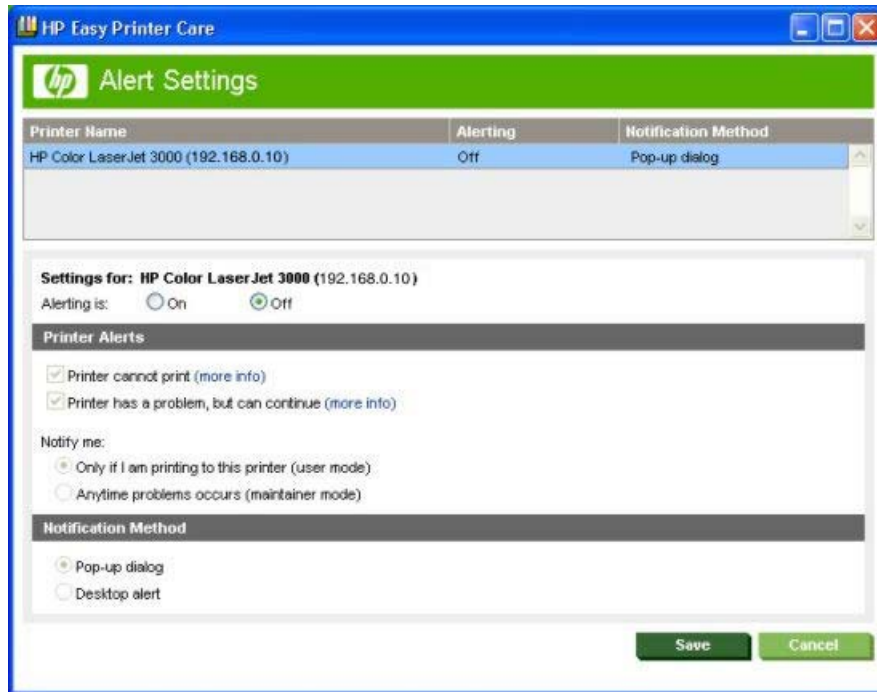 HP Easy Printer Care
hp Alert Settings
Printer Name Alerting Notification Method
HP Color LaserJet 3000 (192.168.0.10) Off Pop-up dialog
Settings for: HP Color LaserJet 3000 (192.168.0.10)
Alerting is: On Off
Printer Alerts
Printer cannot print (more info)
Printer has a problem, but can continue (more info)
Notify me:
Only if I am printing to this printer (user mode)
Anytime problems occurs (maintainer mode)
Notification Method
Pop-up dialog
Desktop alert
Save Cancel